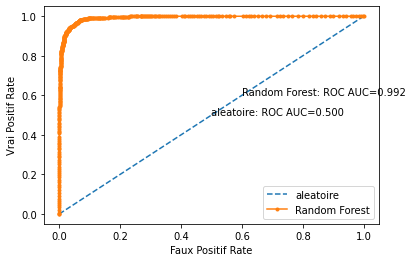 1.0
0.8
0.6
0.4
0.2
0.0
Vrai Positif Rate
Random Forest: ROC AUC=0.992
aleatoire: ROC AUC=0.500
aleatoire
Random Forest
0.0 0.2 0.4 0.6 0.8 1.0
Faux Positif Rate